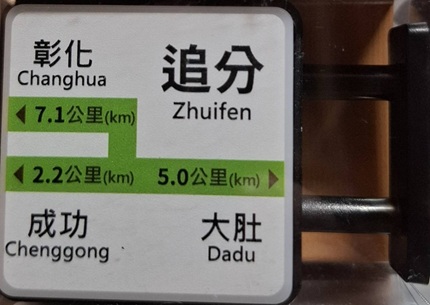 彰化
Changhua
追分
Zhuifen
◀ 7.1公里(km)
◀ 2.2公里(km) 5.0公里(km) ▶
成功
Chenggong
大肚
Dadu